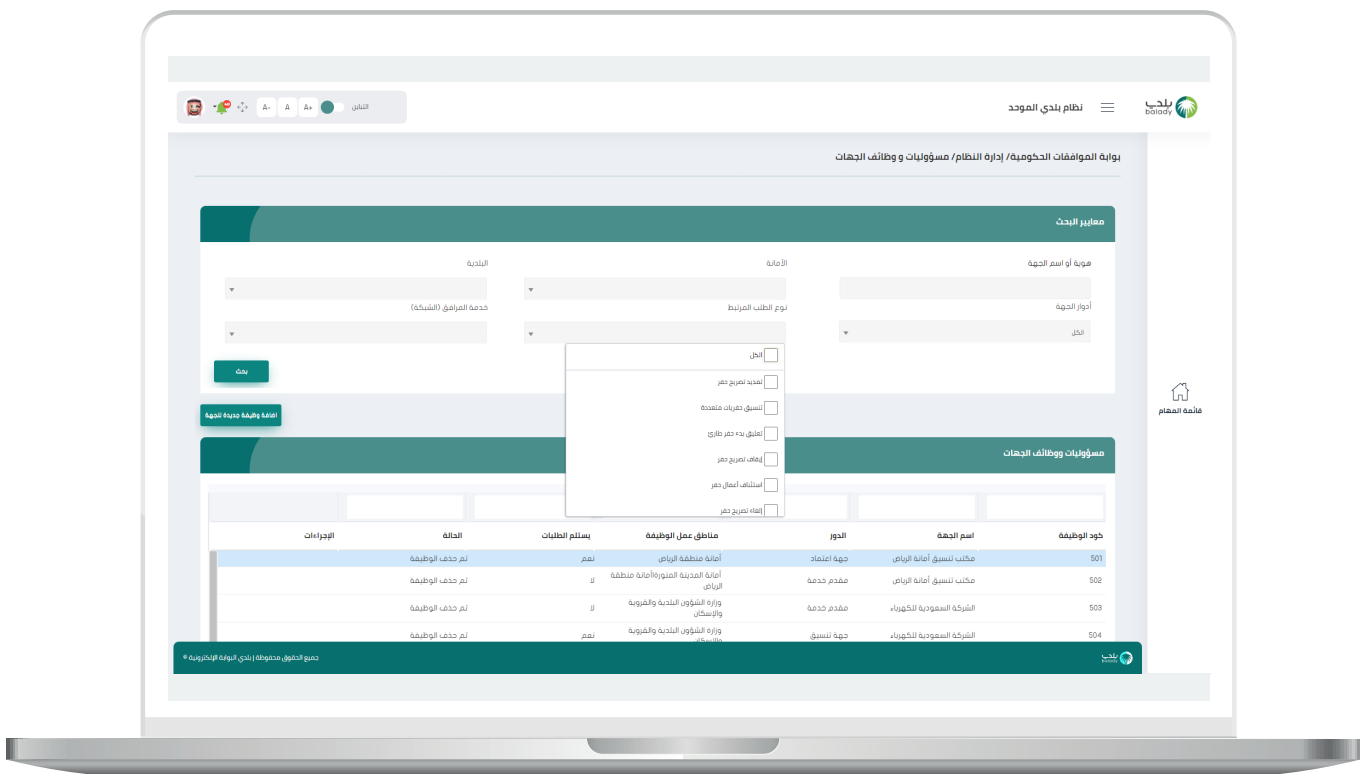 بلدي
balady
نظام بلدي الموحد
التباين
A+
A
A-
بوابة الموافقات الحكومية/ إدارة النظام/ مسؤوليات و وظائف الجهات
قائمة المهام
معايير البحث
هوية أو اسم الجهة
الأمانة
البلدية
أدوار الجهة
نوع الطلب المرتبط
خدمة المرافق (الشبكة)
الكل
الكل
تمديد تصريح حفر
تنسيق حفريات متعددة
تعليق بدء حفر طارئ
إيقاف تصريح حفر
استئناف أعمال حفر
إلغاء تصريح حفر
بحث
اضافة وظيفة جديدة للجهة
مسؤوليات ووظائف الجهات
كود الوظيفة اسم الجهة الدور مناطق عمل الوظيفة يستلم الطلبات الحالة الإجراءات
501 مكتب تنسيق أمانة الرياض جهة اعتماد أمانة منطقة الرياض نعم تم حذف الوظيفة
502 مكتب تنسيق أمانة الرياض مقدم خدمة أمانة المدينة المنورة|أمانة منطقة الرياض لا تم حذف الوظيفة
503 الشركة السعودية للكهرباء مقدم خدمة وزارة الشؤون البلدية والقروية والإسكان لا تم حذف الوظيفة
504 الشركة السعودية للكهرباء جهة تنسيق وزارة الشؤون البلدية والقروية والإسكان نعم تم حذف الوظيفة
بلدي
balady
جميع الحقوق محفوظة | بلدي البوابة الإلكترونية ©